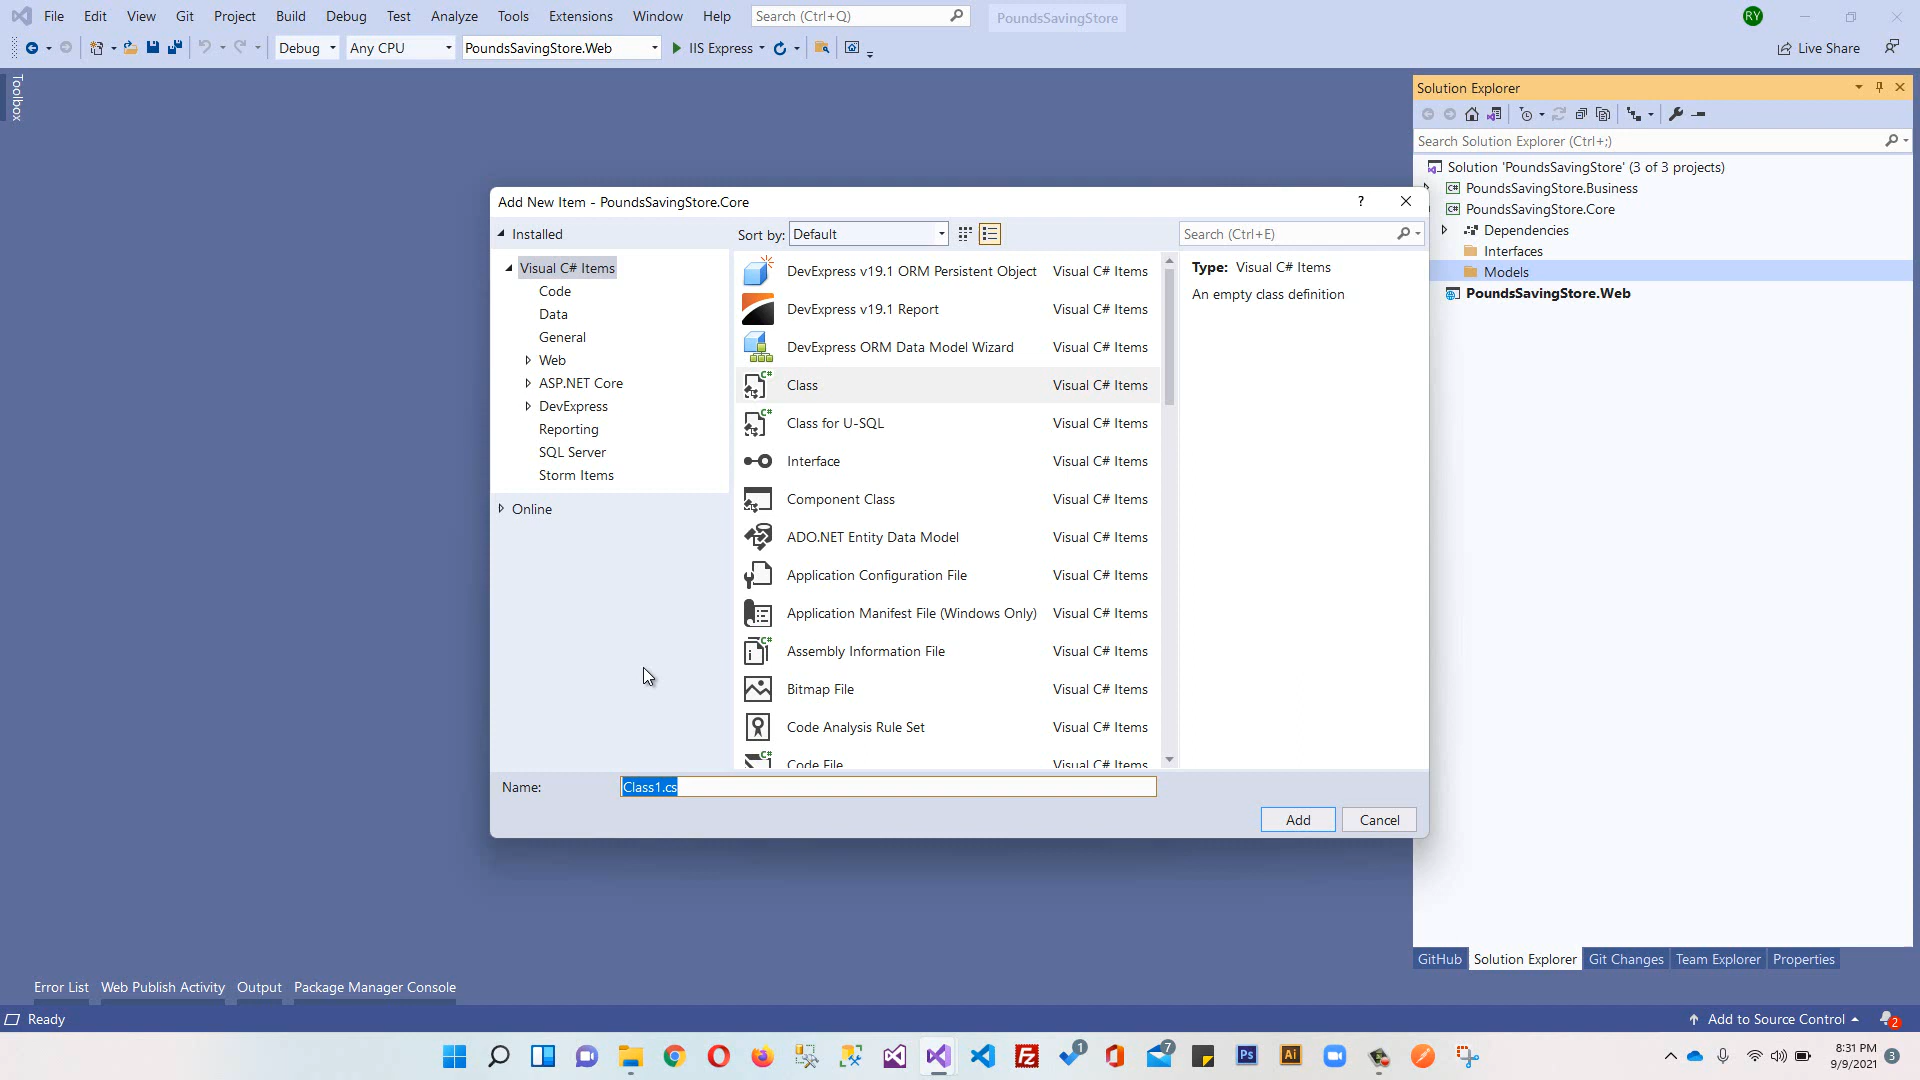 File Edit View Git Project Build Debug Test Analyze Tools Extensions Window Help Search (Ctrl+Q) PoundsSavingStore RY
Debug Any CPU PoundsSavingStore.Web IIS Express Live Share
Toolbox
Solution Explorer
Search Solution Explorer (Ctrl+;)
Solution 'PoundsSavingStore' (3 of 3 projects)
C# PoundsSavingStore.Business
C# PoundsSavingStore.Core
Dependencies
Interfaces
Models
PoundsSavingStore.Web
Add New Item - PoundsSavingStore.Core ?
Installed
Sort by: Default
Search (Ctrl+E)
Visual C# Items
Code
Data
General
Web
ASP.NET Core
DevExpress
Reporting
SQL Server
Storm Items
Online
DevExpress v19.1 ORM Persistent Object Visual C# Items
DevExpress v19.1 Report Visual C# Items
DevExpress ORM Data Model Wizard Visual C# Items
C# Class Visual C# Items
C# Class for U-SQL Visual C# Items
Interface Visual C# Items
Component Class Visual C# Items
ADO.NET Entity Data Model Visual C# Items
Application Configuration File Visual C# Items
Application Manifest File (Windows Only) Visual C# Items
C# Assembly Information File Visual C# Items
Bitmap File Visual C# Items
Code Analysis Rule Set Visual C# Items
C# Code File Visual C# Items
Type: Visual C# Items
An empty class definition
Name: Class1.cs
Add Cancel
GitHub Solution Explorer Git Changes Team Explorer Properties
Error List Web Publish Activity Output Package Manager Console
Ready
Add to Source Control 2
1 7 Ps Ai
8:31 PM
9/9/2021 3